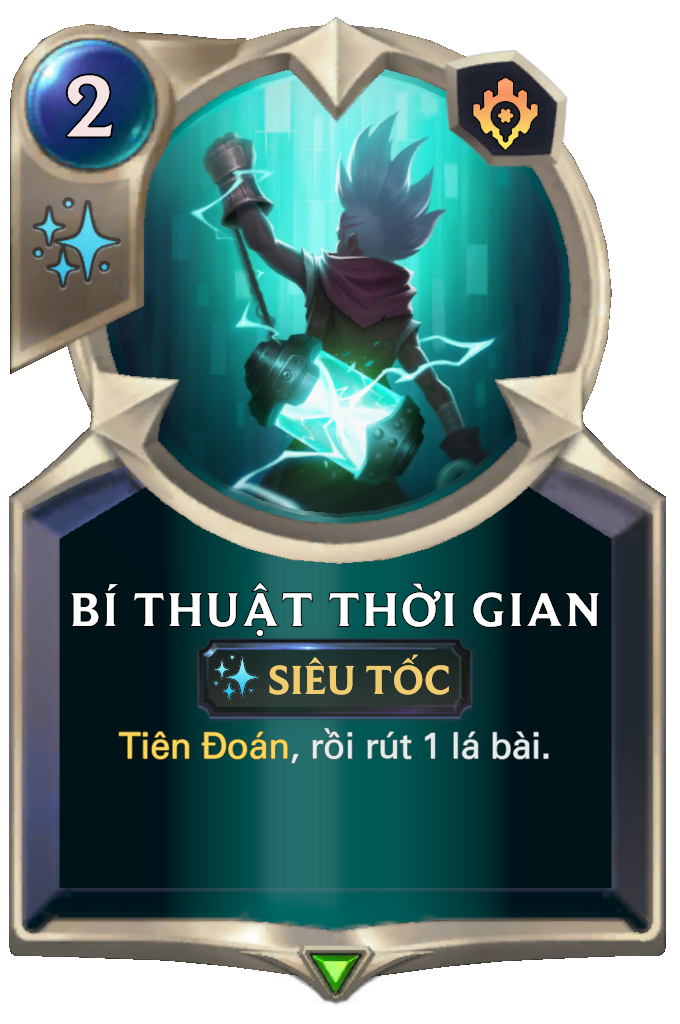 2
BÍ THUẬT THỜI GIAN
SIÊU TỐC
Tiên Đoán, rồi rút 1 lá bài.